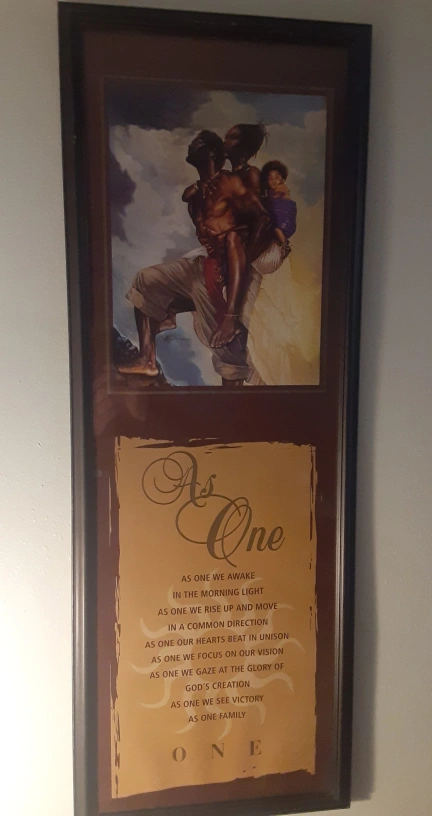 As
One
AS ONE WE AWAKE
IN THE MORNING LIGHT
AS ONE WE RISE UP AND MOVE
IN A COMMON DIRECTION
AS ONE OUR HEARTS BEAT IN UNISON
AS ONE WE FOCUS ON OUR VISION
AS ONE WE GAZE AT THE GLORY OF
GOD'S CREATION
AS ONE WE SEE VICTORY
AS ONE FAMILY
ONE